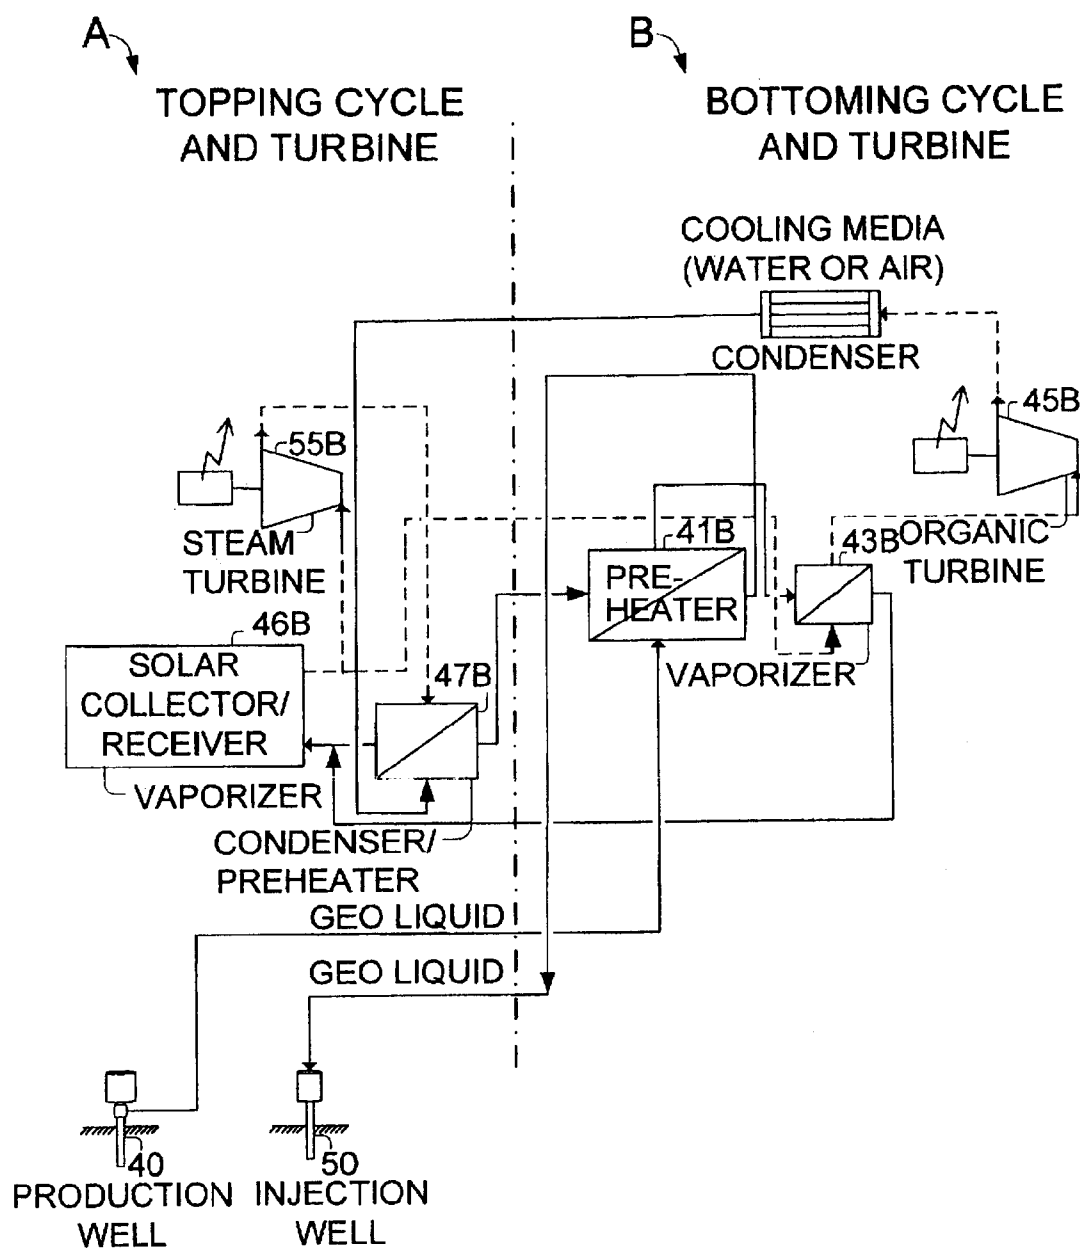 A
B
TOPPING CYCLE
AND TURBINE
BOTTOMING CYCLE
AND TURBINE
COOLING MEDIA
(WATER OR AIR)
CONDENSER
45B
55B
STEAM
TURBINE
41B
PRE-
HEATER
43B
ORGANIC
TURBINE
VAPORIZER
46B
SOLAR
COLLECTOR/
RECEIVER
VAPORIZER
47B
CONDENSER/
PREHEATER
GEO LIQUID
GEO LIQUID
40
PRODUCTION
WELL
50
INJECTION
WELL